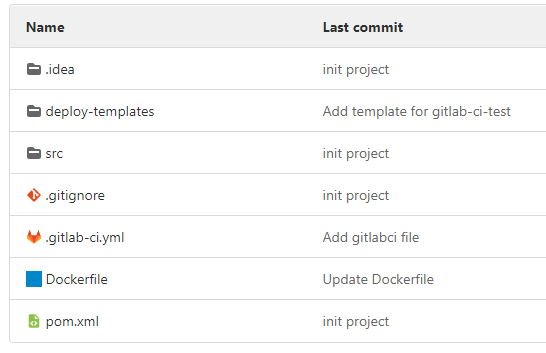 Name Last commit
.idea init project
deploy-templates Add template for gitlab-ci-test
src init project
.gitignore init project
.gitlab-ci.yml Add gitlabci file
Dockerfile Update Dockerfile
pom.xml init project